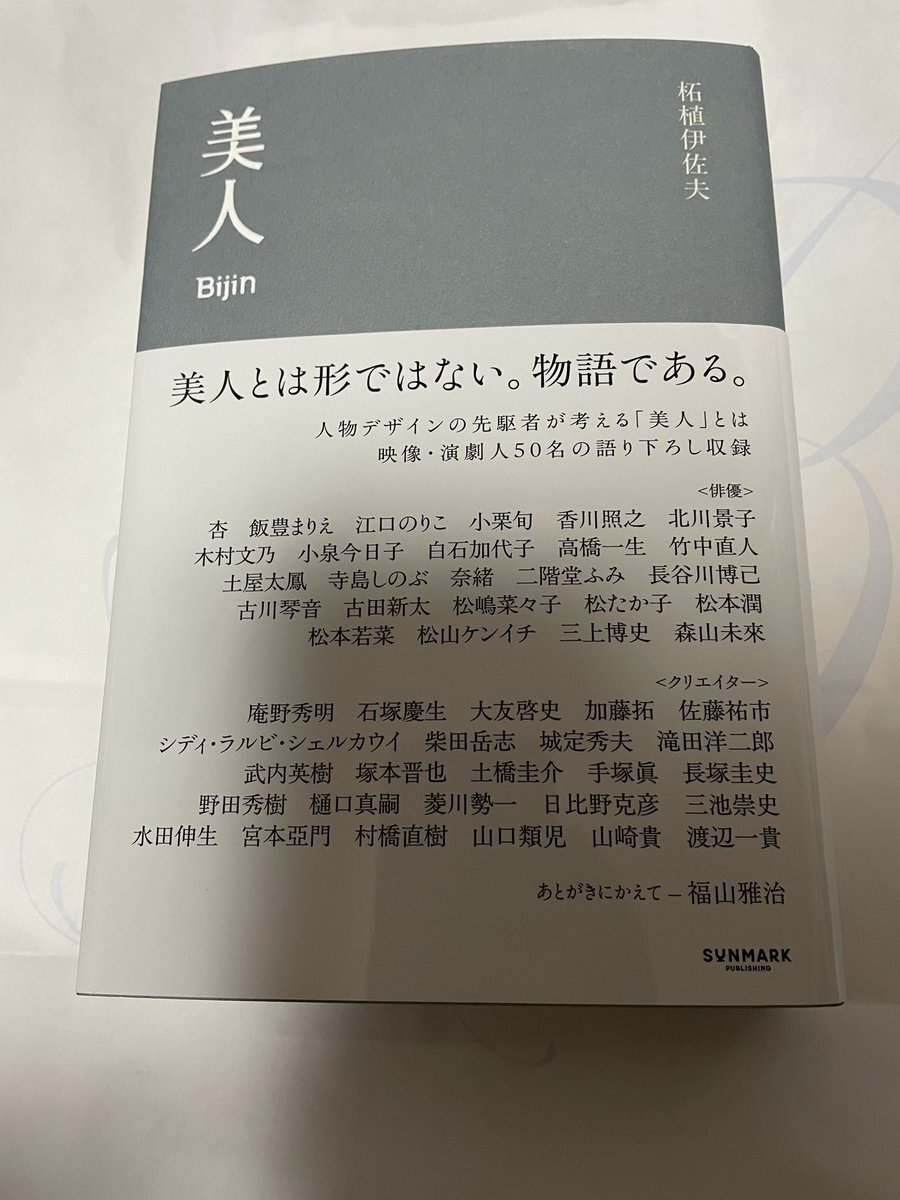 美人
Bijin
柘植伊佐夫
美人とは形ではない。物語である。
人物デザインの先駆者が考える「美人」とは
映像・演劇人50名の語り下ろし収録
<俳優>
杏　飯豊まりえ　江口のりこ　小栗旬　香川照之　北川景子
木村文乃　小泉今日子　白石加代子　高橋一生　竹中直人
土屋太鳳　寺島しのぶ　奈緒　二階堂ふみ　長谷川博己
古川琴音　古田新太　松嶋菜々子　松たか子　松本潤
松本若菜　松山ケンイチ　三上博史　森山未來
<クリエイター>
庵野秀明　石塚慶生　大友啓史　加藤拓　佐藤祐市
シディ・ラルビ・シェルカウイ　柴田岳志　城定秀夫　滝田洋二郎
武内英樹　塚本晋也　土橋圭介　手塚眞　長塚圭史
野田秀樹　樋口真嗣　菱川勢一　日比野克彦　三池崇史
水田伸生　宮本亞門　村橋直樹　山口類児　山崎貴　渡辺一貴
あとがきにかえて – 福山雅治
SUNMARK
PUBLISHING